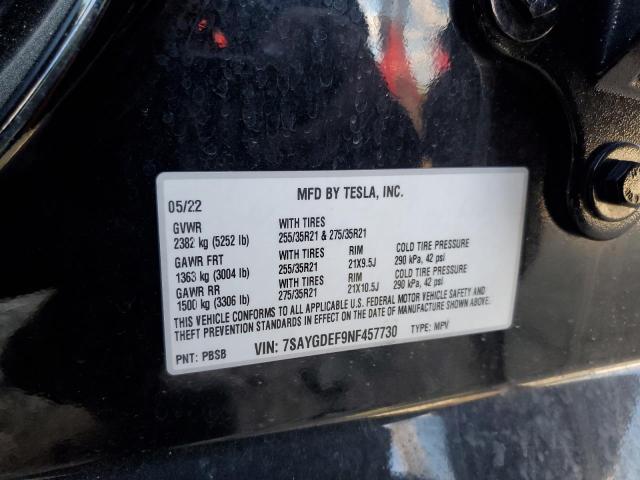 MFD BY TESLA, INC.
05/22
GVWR WITH TIRES
2382 kg (5252 lb) 255/35R21 & 275/35R21
GAWR FRT WITH TIRES RIM COLD TIRE PRESSURE
1363 kg (3004 lb) 255/35R21 21X9.5J 290 kPa, 42 psi
GAWR RR WITH TIRES RIM COLD TIRE PRESSURE
1500 kg (3306 lb) 275/35R21 21X10.5J 290 kPa, 42 psi
THIS VEHICLE CONFORMS TO ALL APPLICABLE U.S. FEDERAL MOTOR VEHICLE SAFETY AND
THEFT PREVENTION STANDARDS IN EFFECT ON THE DATE OF MANUFACTURE SHOWN ABOVE.
PNT: PBSB VIN: 7SAYGDEF9NF457730 TYPE: MPV